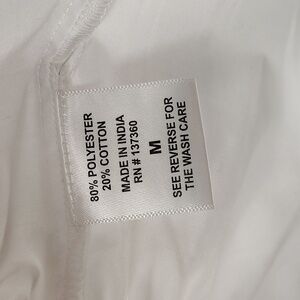 80% POLYESTER
20% COTTON
MADE IN INDIA
RN # 137360
M
SEE REVERSE FOR
THE WASH CARE